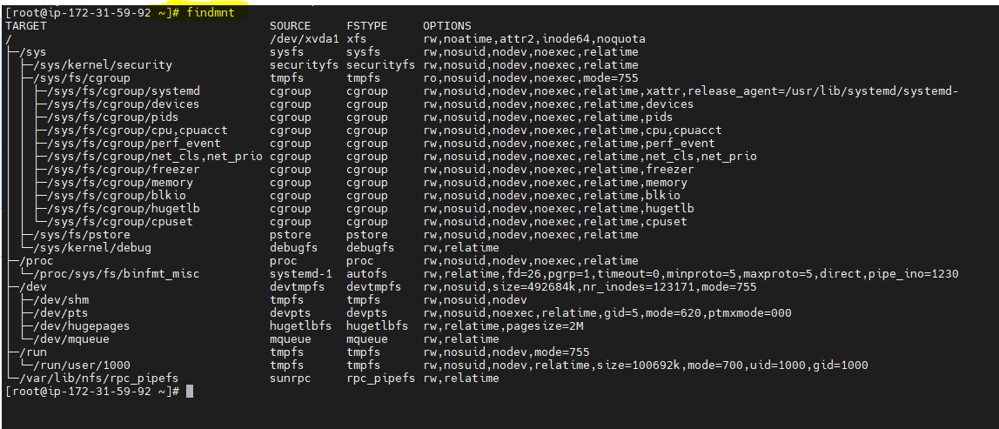 [root@ip-172-31-59-92 ~]# findmnt
TARGET                              SOURCE     FSTYPE     OPTIONS
/                                   /dev/xvda1 xfs        rw,noatime,attr2,inode64,noquota
├─/sys                              sysfs      sysfs      rw,nosuid,nodev,noexec,relatime
│ ├─/sys/kernel/security            securityfs securityfs rw,nosuid,nodev,noexec,relatime
│ ├─/sys/fs/cgroup                  tmpfs      tmpfs      ro,nosuid,nodev,noexec,mode=755
│ │ ├─/sys/fs/cgroup/systemd        cgroup     cgroup     rw,nosuid,nodev,noexec,relatime,xattr,release_agent=/usr/lib/systemd/systemd-
│ │ ├─/sys/fs/cgroup/devices        cgroup     cgroup     rw,nosuid,nodev,noexec,relatime,devices
│ │ ├─/sys/fs/cgroup/pids           cgroup     cgroup     rw,nosuid,nodev,noexec,relatime,pids
│ │ ├─/sys/fs/cgroup/cpu,cpuacct    cgroup     cgroup     rw,nosuid,nodev,noexec,relatime,cpu,cpuacct
│ │ ├─/sys/fs/cgroup/perf_event     cgroup     cgroup     rw,nosuid,nodev,noexec,relatime,perf_event
│ │ ├─/sys/fs/cgroup/net_cls,net_prio cgroup   cgroup     rw,nosuid,nodev,noexec,relatime,net_cls,net_prio
│ │ ├─/sys/fs/cgroup/freezer        cgroup     cgroup     rw,nosuid,nodev,noexec,relatime,freezer
│ │ ├─/sys/fs/cgroup/memory         cgroup     cgroup     rw,nosuid,nodev,noexec,relatime,memory
│ │ ├─/sys/fs/cgroup/blkio          cgroup     cgroup     rw,nosuid,nodev,noexec,relatime,blkio
│ │ ├─/sys/fs/cgroup/hugetlb        cgroup     cgroup     rw,nosuid,nodev,noexec,relatime,hugetlb
│ │ └─/sys/fs/cgroup/cpuset         cgroup     cgroup     rw,nosuid,nodev,noexec,relatime,cpuset
│ ├─/sys/fs/pstore                  pstore     pstore     rw,nosuid,nodev,noexec,relatime
│ └─/sys/kernel/debug               debugfs    debugfs    rw,relatime
├─/proc                             proc       proc       rw,nosuid,nodev,noexec,relatime
│ └─/proc/sys/fs/binfmt_misc        systemd-1  autofs     rw,relatime,fd=26,pgrp=1,timeout=0,minproto=5,maxproto=5,direct,pipe_ino=1230
├─/dev                              devtmpfs   devtmpfs   rw,nosuid,size=492684k,nr_inodes=123171,mode=755
│ ├─/dev/shm                        tmpfs      tmpfs      rw,nosuid,nodev
│ ├─/dev/pts                        devpts     devpts     rw,nosuid,noexec,relatime,gid=5,mode=620,ptmxmode=000
│ ├─/dev/hugepages                  hugetlbfs  hugetlbfs  rw,relatime,pagesize=2M
│ └─/dev/mqueue                     mqueue     mqueue     rw,relatime
├─/run                              tmpfs      tmpfs      rw,nosuid,nodev,mode=755
│ └─/run/user/1000                  tmpfs      tmpfs      rw,nosuid,nodev,relatime,size=100692k,mode=700,uid=1000,gid=1000
└─/var/lib/nfs/rpc_pipefs           sunrpc     rpc_pipefs rw,relatime
[root@ip-172-31-59-92 ~]#